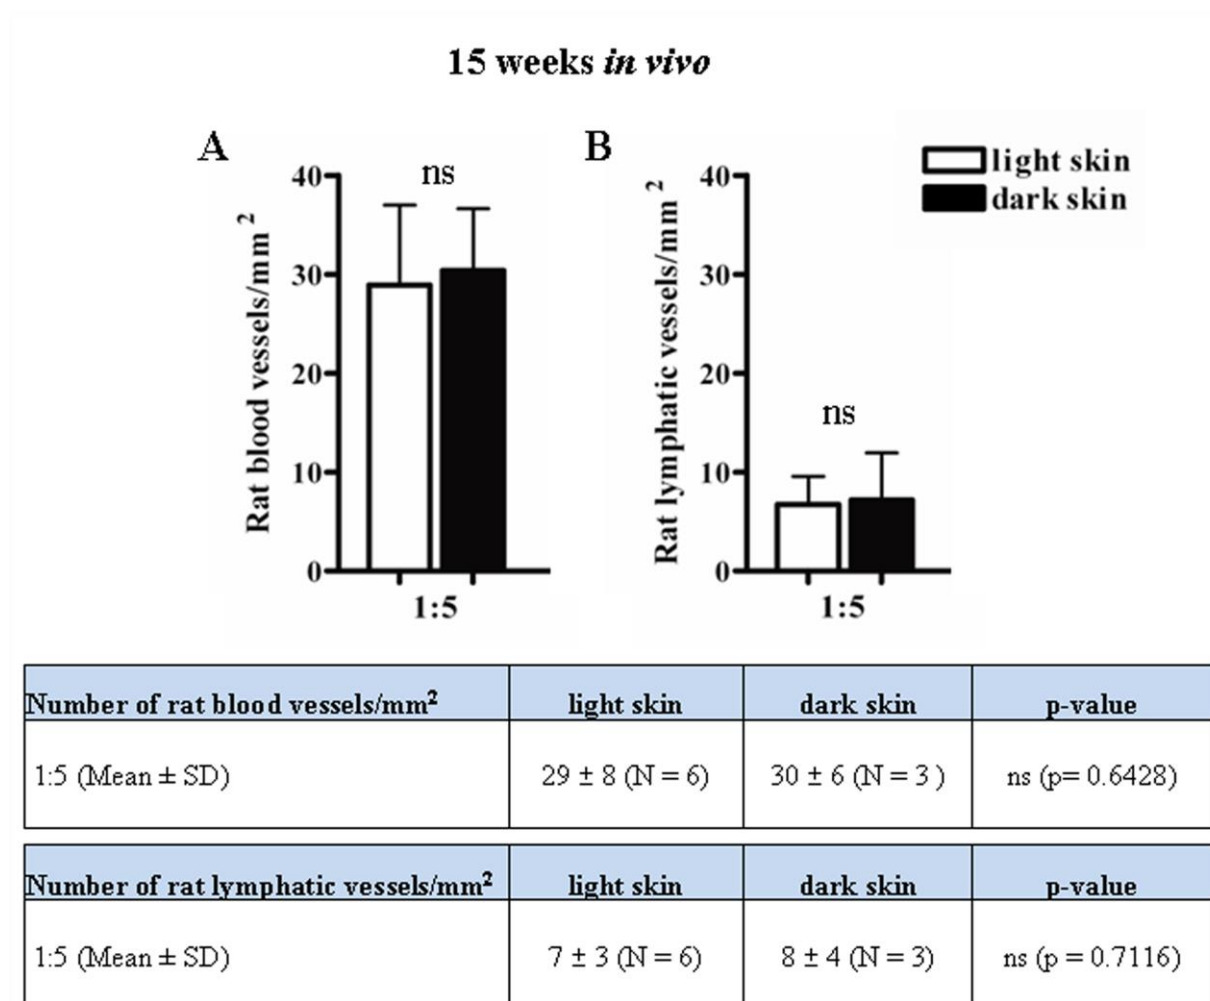 15 weeks in vivo
A
B
light skin
dark skin
Rat blood vessels/mm²
40
30
20
10
0
ns
1:5
Rat lymphatic vessels/mm²
40
30
20
10
0
ns
1:5
Number of rat blood vessels/mm² light skin dark skin p-value
1:5 (Mean ± SD) 29 ± 8 (N = 6) 30 ± 6 (N = 3 ) ns (p= 0.6428)
Number of rat lymphatic vessels/mm² light skin dark skin p-value
1:5 (Mean ± SD) 7 ± 3 (N = 6) 8 ± 4 (N = 3) ns (p = 0.7116)